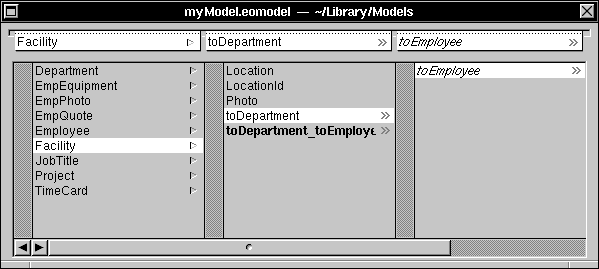 myModel.eomodel — ~/Library/Models
Facility toDepartment toEmployee
Department Location toEmployee
EmpEquipment LocationId
EmpPhoto Photo
EmpQuote toDepartment
Employee toDepartment_toEmploye
Facility
JobTitle
Project
TimeCard